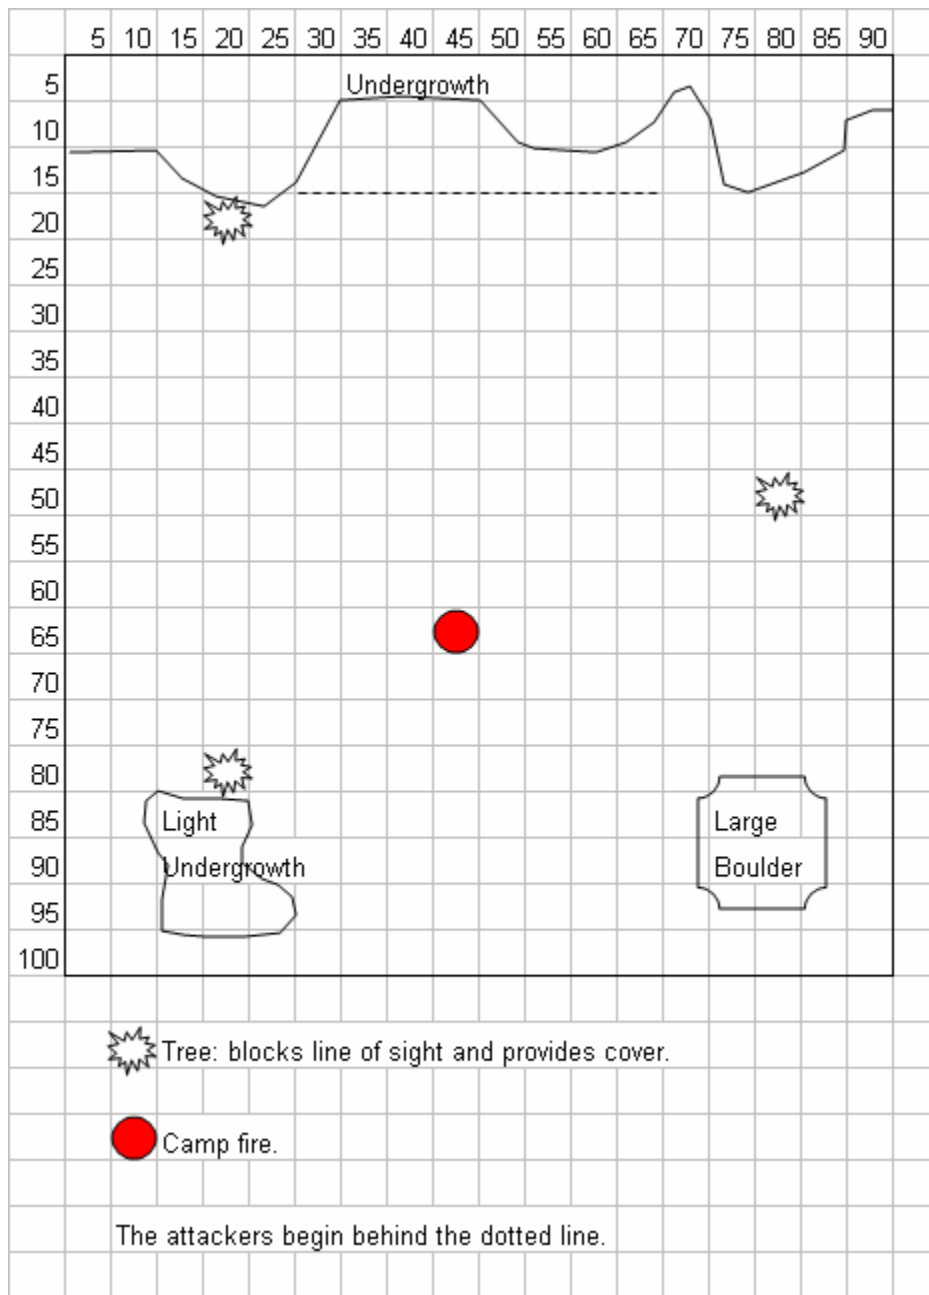 5 10 15 20 25 30 35 40 45 50 55 60 65 70 75 80 85 90
5
Undergrowth
10
15
20
25
30
35
40
45
50
55
60
65
70
75
80
85
Light
Large
90
Undergrowth
Boulder
95
100
Tree: blocks line of sight and provides cover.
Camp fire.
The attackers begin behind the dotted line.